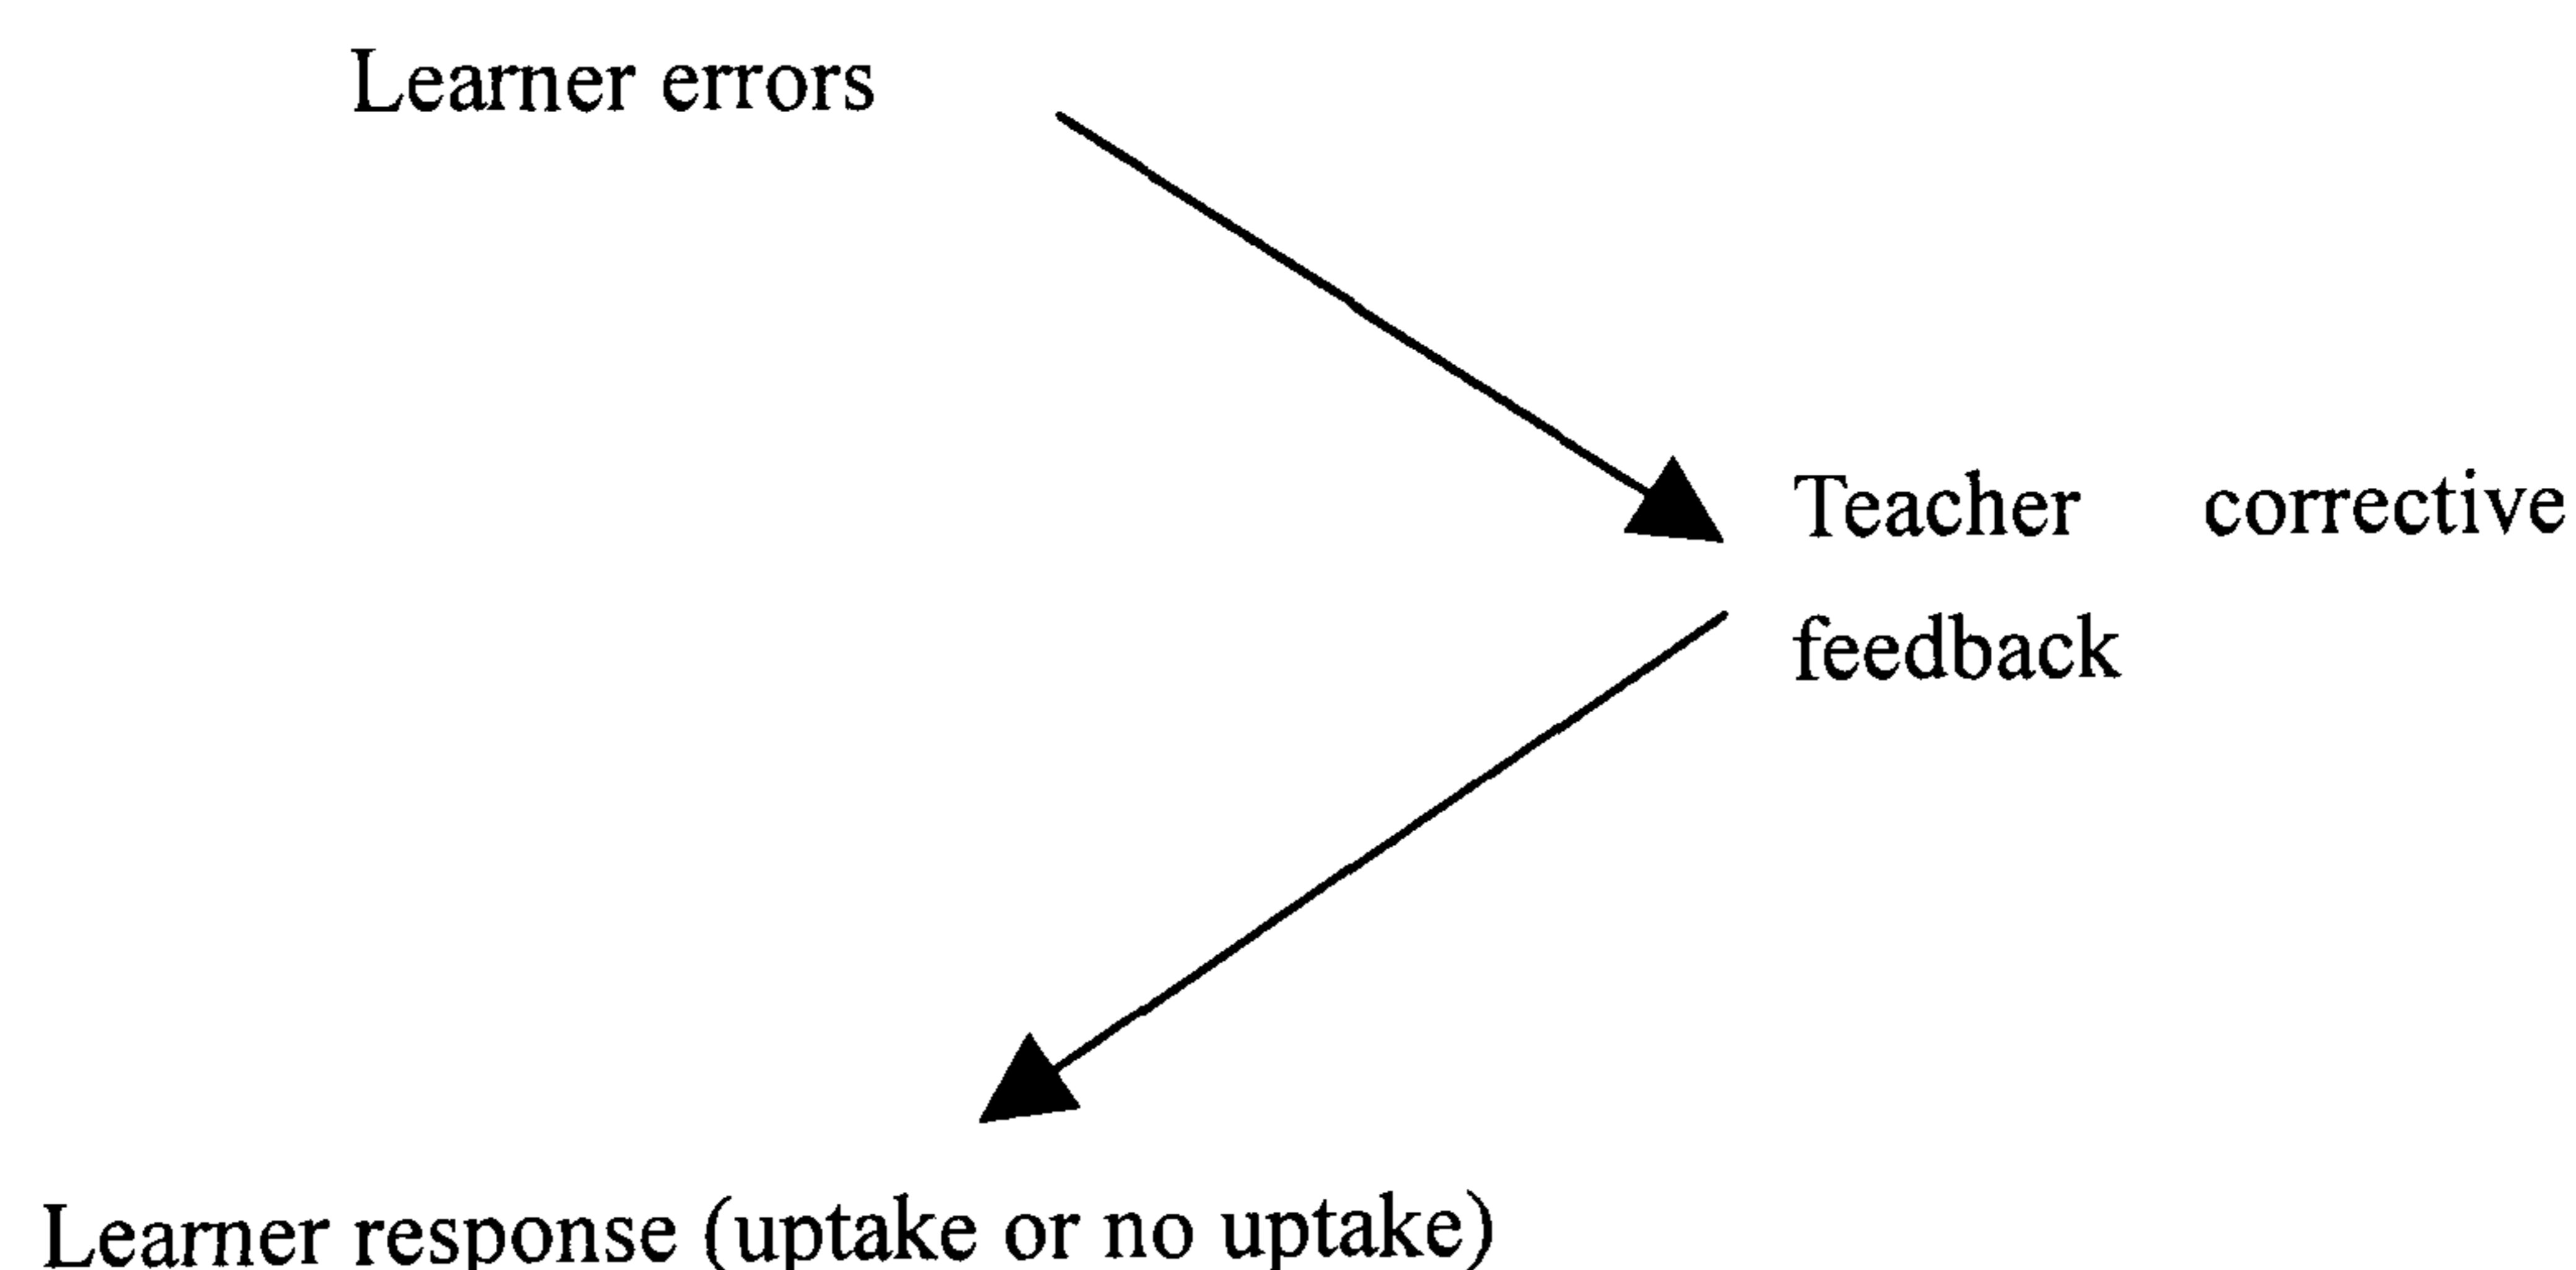 Learner errors
Teacher corrective
feedback
Learner response (uptake or no uptake)